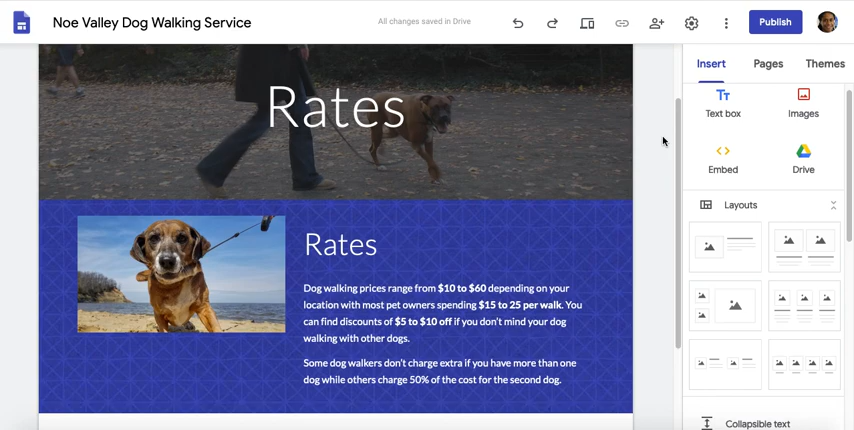 Noe Valley Dog Walking Service
All changes saved in Drive
Publish
Insert
Pages
Themes
Text box
Images
Embed
Drive
Layouts
Collapsible text
Rates
Rates
Dog walking prices range from $10 to $60 depending on your
location with most pet owners spending $15 to 25 per walk. You
can find discounts of $5 to $10 off if you don't mind your dog
walking with other dogs.
Some dog walkers don't charge extra if you have more than one
dog while others charge 50% of the cost for the second dog.